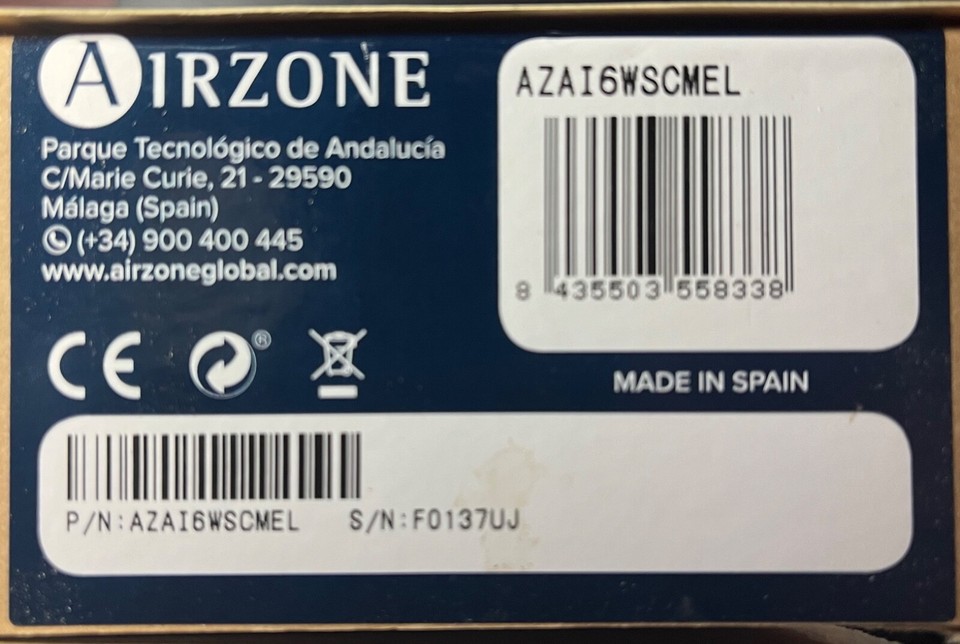 AIRZONE
Parque Tecnológico de Andalucía
C/Marie Curie, 21 - 29590
Málaga (Spain)
(+34) 900 400 445
www.airzoneglobal.com
CE
®
AZAI6WSCMEL
8 435503 558338
MADE IN SPAIN
P/N:AZAI6WSCMEL S/N:F0137UJ